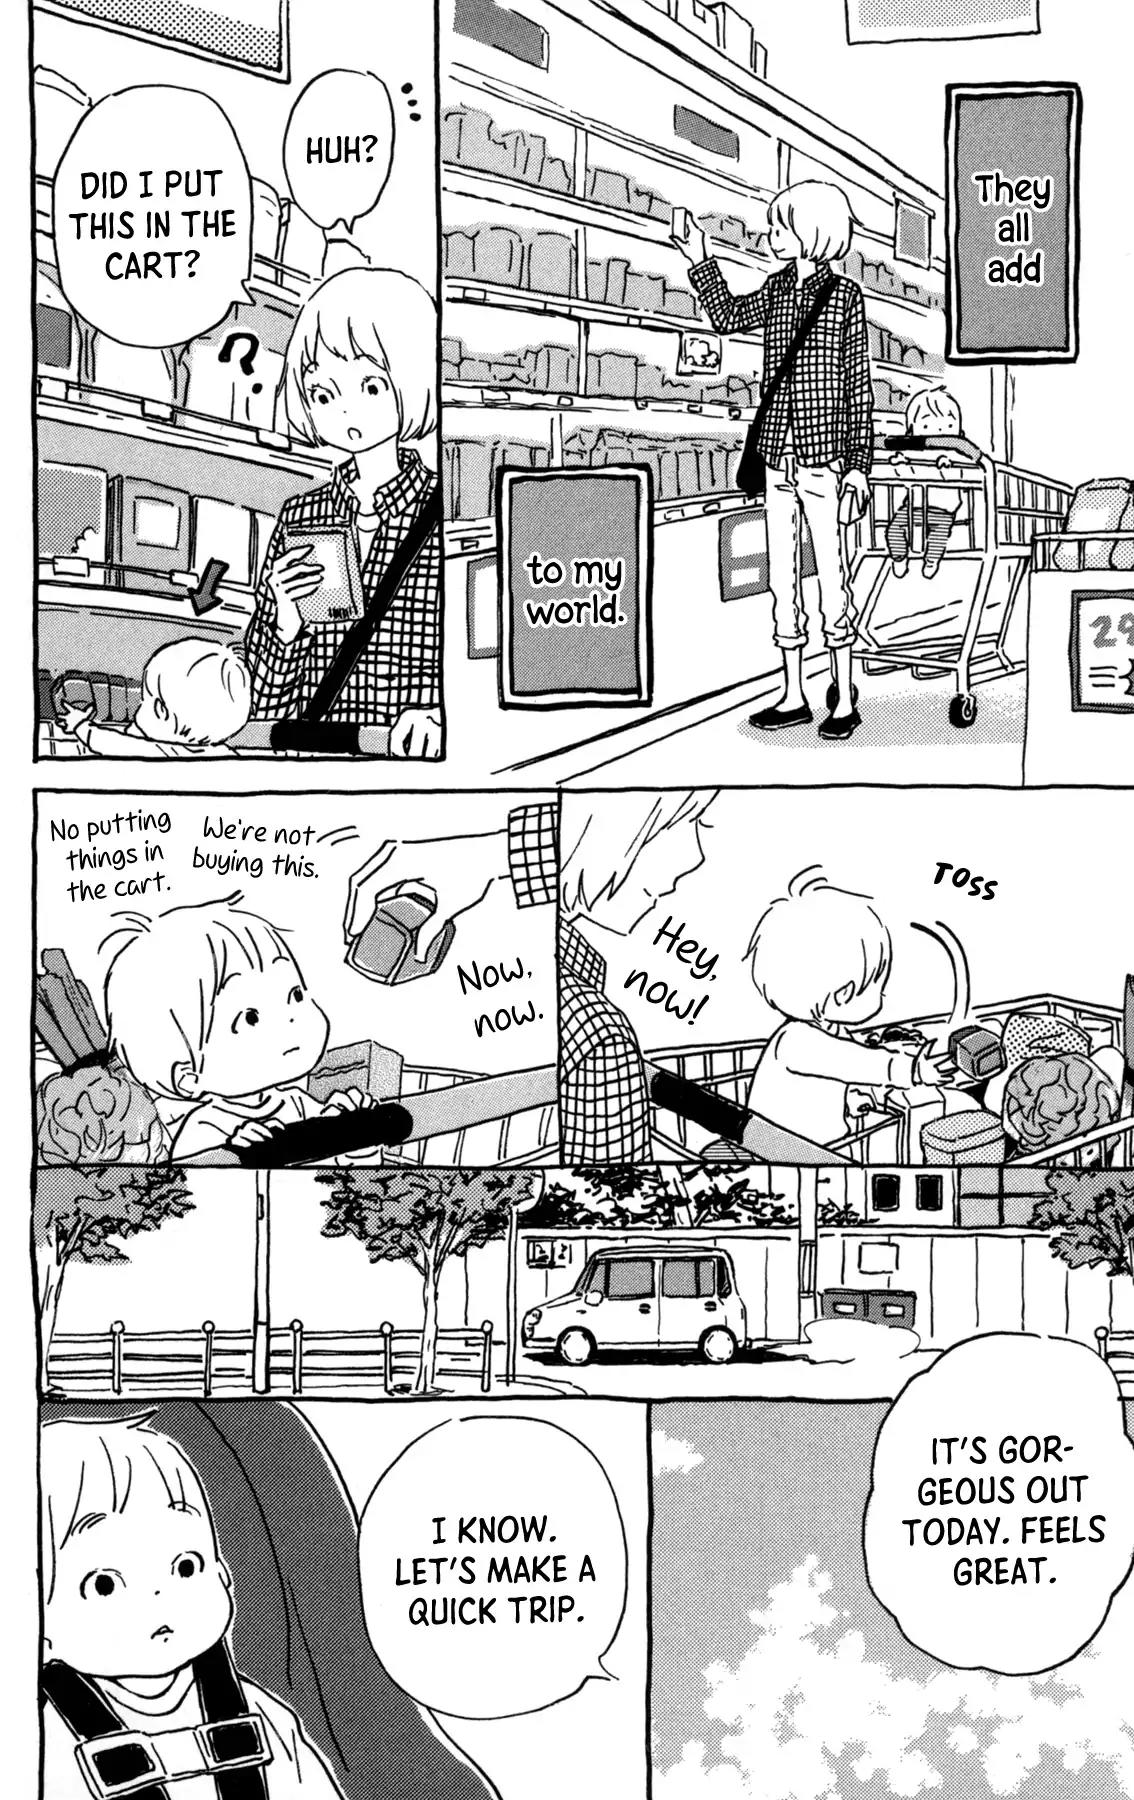 They
all
add
to my
world.
HUH?
DID I PUT
THIS IN THE
CART?
?
29
TOSS
Hey,
now!
Now,
now.
We're not
buying this.
No putting
things in
the cart.
IT'S GOR-
GEOUS OUT
TODAY. FEELS
GREAT.
I KNOW.
LET'S MAKE A
QUICK TRIP.